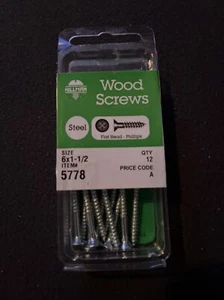 HILLMAN
Wood
Screws
Steel
Flat Head - Phillips
SIZE QTY
6x1-1/2 12
ITEM# PRICE CODE
5778 A